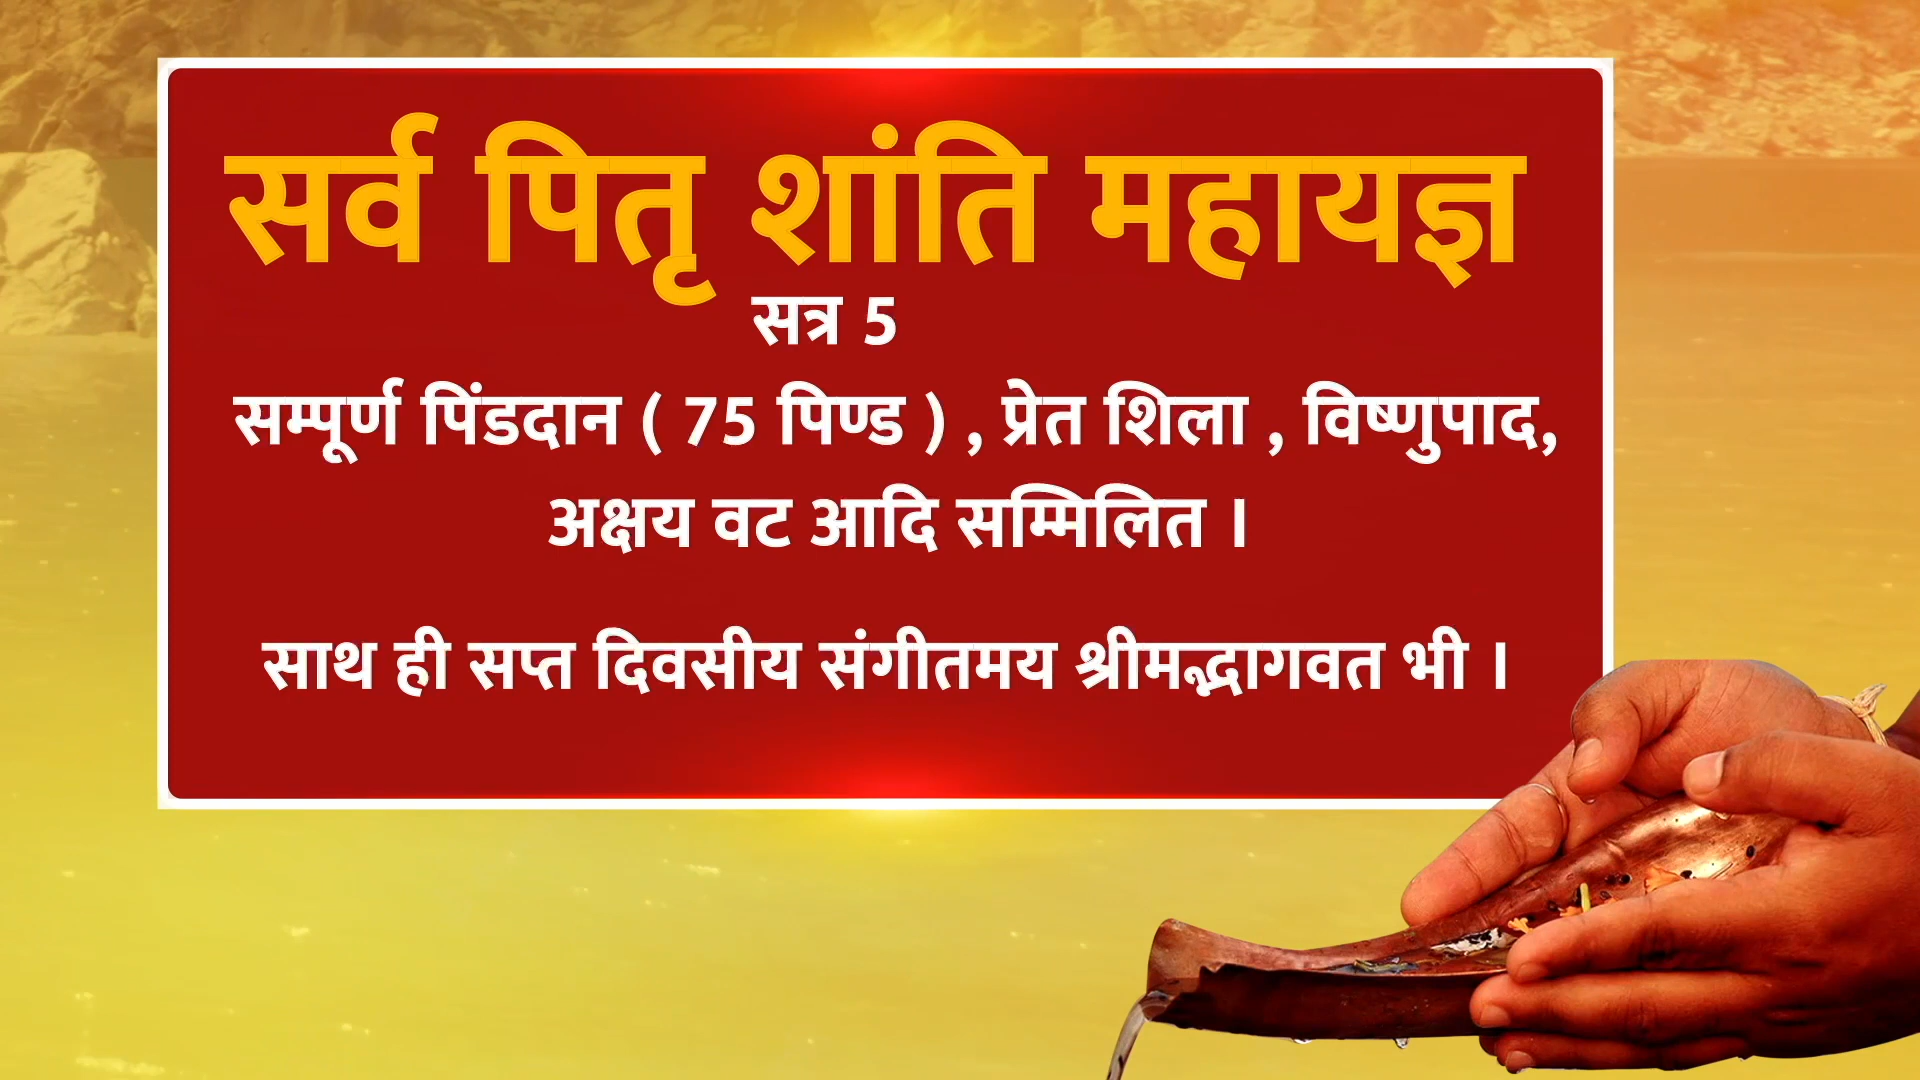 सर्व पितृ शांति महायज्ञ
सत्र 5
सम्पूर्ण पिंडदान ( 75 पिण्ड ) , प्रेत शिला , विष्णुपाद,
अक्षय वट आदि सम्मिलित ।
साथ ही सप्त दिवसीय संगीतमय श्रीमद्भागवत भी ।